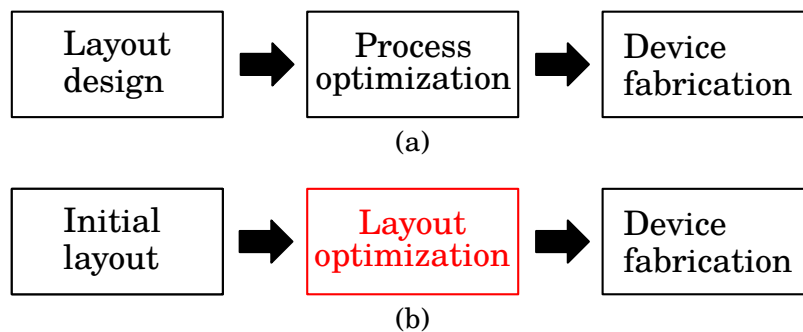 Layout
design
Process
optimization
Device
fabrication
(a)
Initial
layout
Layout
optimization
Device
fabrication
(b)